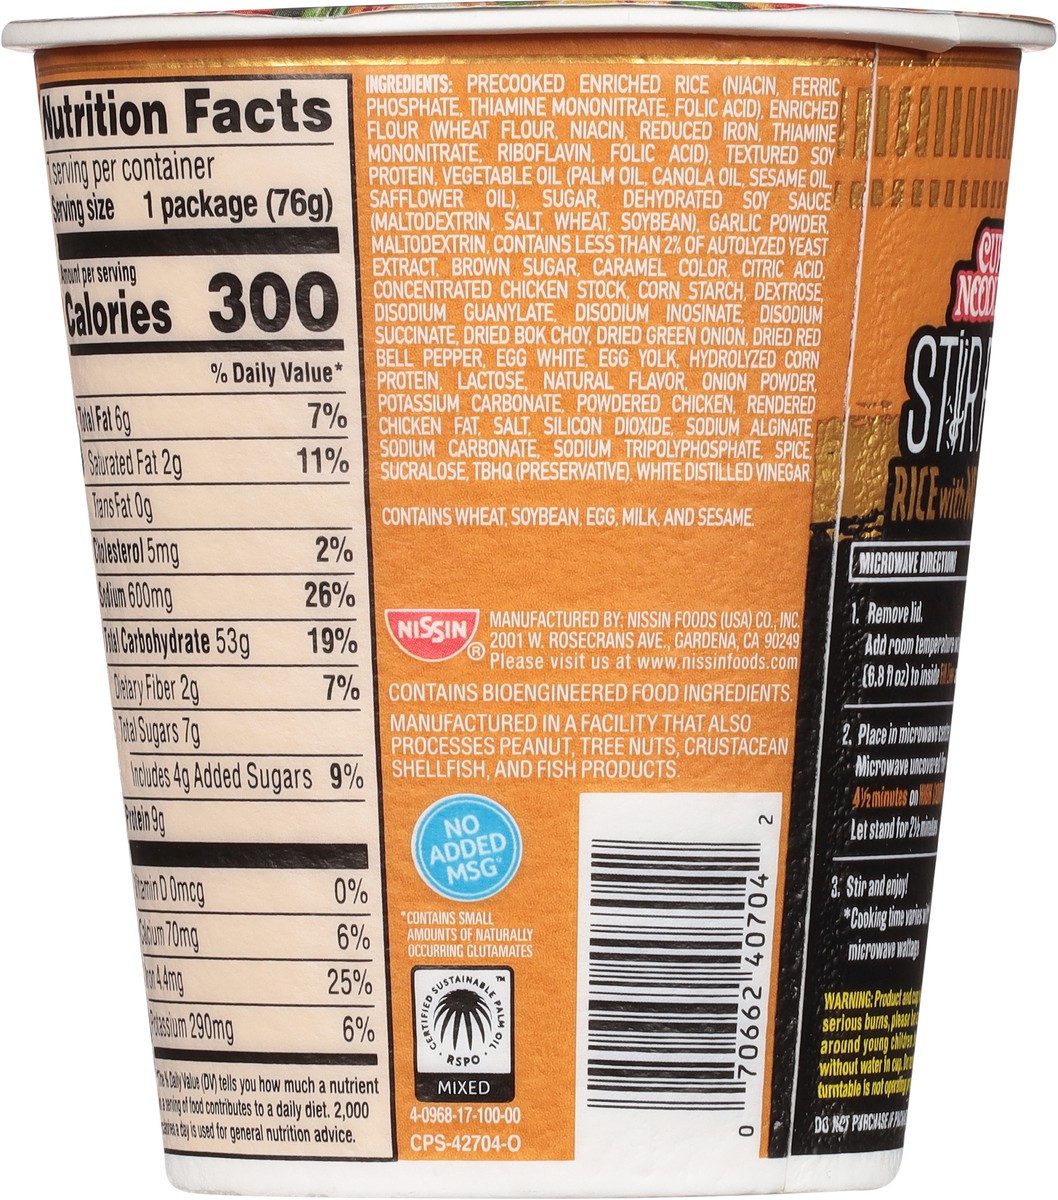 Nutrition Facts
1 serving per container
Serving size 1 package (76g)
Amount per serving
Calories 300
% Daily Value*
Total Fat 6g 7%
Saturated Fat 2g 11%
Trans Fat 0g
Cholesterol 5mg 2%
Sodium 600mg 26%
Total Carbohydrate 53g 19%
Dietary Fiber 2g 7%
Total Sugars 7g
Includes 4g Added Sugars 9%
Protein 9g
Vitamin D 0mcg 0%
Calcium 70mg 6%
Iron 4.4mg 25%
Potassium 290mg 6%
*The % Daily Value (DV) tells you how much a nutrient
a serving of food contributes to a daily diet. 2,000
calories a day is used for general nutrition advice.
INGREDIENTS: PRECOOKED ENRICHED RICE (NIACIN, FERRIC
PHOSPHATE, THIAMINE MONONITRATE, FOLIC ACID), ENRICHED
FLOUR (WHEAT FLOUR, NIACIN, REDUCED IRON, THIAMINE
MONONITRATE, RIBOFLAVIN, FOLIC ACID), TEXTURED SOY
PROTEIN, VEGETABLE OIL (PALM OIL, CANOLA OIL, SESAME OIL,
SAFFLOWER OIL), SUGAR, DEHYDRATED SOY SAUCE
(MALTODEXTRIN, SALT, WHEAT, SOYBEAN), GARLIC POWDER,
MALTODEXTRIN, CONTAINS LESS THAN 2% OF AUTOLYZED YEAST
EXTRACT, BROWN SUGAR, CARAMEL COLOR, CITRIC ACID,
CONCENTRATED CHICKEN STOCK, CORN STARCH, DEXTROSE,
DISODIUM GUANYLATE, DISODIUM INOSINATE, DISODIUM
SUCCINATE, DRIED BOK CHOY, DRIED GREEN ONION, DRIED RED
BELL PEPPER, EGG WHITE, EGG YOLK, HYDROLYZED CORN
PROTEIN, LACTOSE, NATURAL FLAVOR, ONION POWDER,
POTASSIUM CARBONATE, POWDERED CHICKEN, RENDERED
CHICKEN FAT, SALT, SILICON DIOXIDE, SODIUM ALGINATE,
SODIUM CARBONATE, SODIUM TRIPOLYPHOSPHATE, SPICE,
SUCRALOSE, TBHQ (PRESERVATIVE), WHITE DISTILLED VINEGAR.
CONTAINS WHEAT, SOYBEAN, EGG, MILK, AND SESAME.
NISSIN ®
MANUFACTURED BY: NISSIN FOODS (USA) CO., INC.
2001 W. ROSECRANS AVE., GARDENA, CA 90249
Please visit us at www.nissinfoods.com
CONTAINS BIOENGINEERED FOOD INGREDIENTS.
MANUFACTURED IN A FACILITY THAT ALSO
PROCESSES PEANUT, TREE NUTS, CRUSTACEAN
SHELLFISH, AND FISH PRODUCTS.
NO
ADDED
MSG*
*CONTAINS SMALL
AMOUNTS OF NATURALLY
OCCURRING GLUTAMATES
CERTIFIED SUSTAINABLE PALM OIL ™
RSPO
MIXED
4-0968-17-100-00
CPS-42704-O
0 70662 40704 2
CUP
NOODL
STIR F
RICE with
MICROWAVE DIRECTION
1. Remove lid.
Add room temperature
(6.8 fl oz) to inside
2. Place in microwave
Microwave uncovered
4½ minutes on HIGH
Let stand for 2½ minutes
3. Stir and enjoy!
*Cooking time varies
microwave wattage
WARNING: Product and
serious burns, please
around young children
without water in cup.
turntable is not operating
DO NOT PURCHASE IF